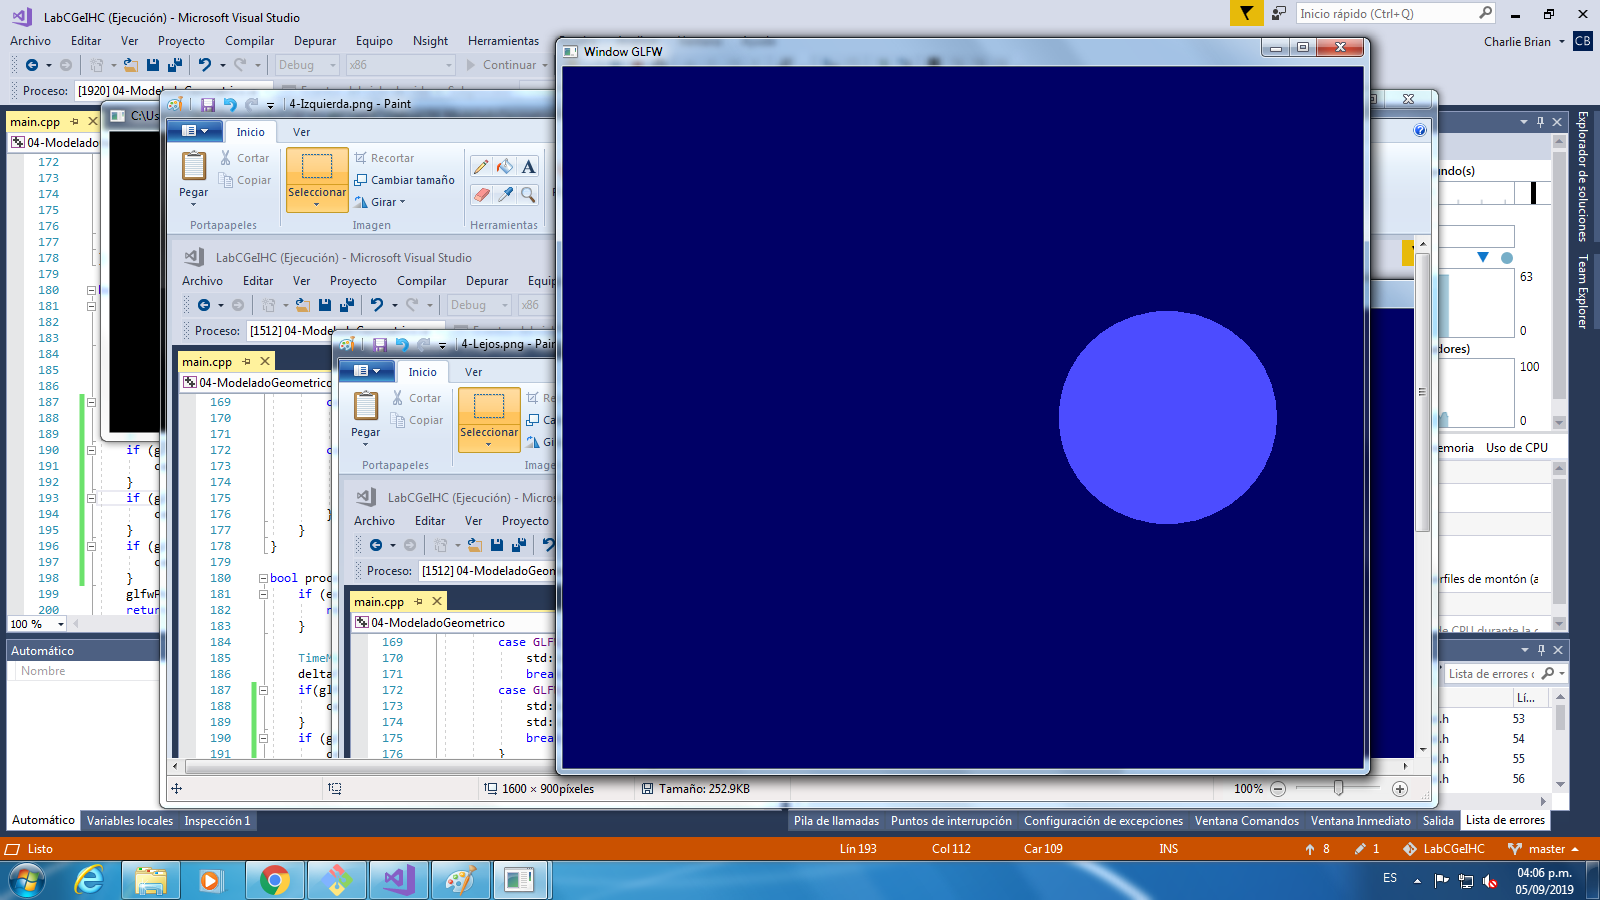 LabCGeIHC (Ejecución) - Microsoft Visual Studio
Inicio rápido (Ctrl+Q)
Archivo Editar Ver Proyecto Compilar Depurar Equipo Nsight Herramientas
Charlie Brian CB
Debug x86 Continuar
Proceso: [1920] 04-
Window GLFW
4-Izquierda.png - Paint
main.cpp
C:\Us
Inicio Ver
04-Modelado
Pegar
Cortar
Copiar
Seleccionar
Recortar
Cambiar tamaño
Girar
Portapapeles Imagen Herramientas
172
173
174
175
176
177
178
179
180
181
182
183
184
185
186
187
188
189
190 if (g
191 c
192 }
193 if (g
194 c
195 }
196 if (g
197 c
198 }
199 glfwP
200 retur
100 %
LabCGeIHC (Ejecución) - Microsoft Visual Studio
Archivo Editar Ver Proyecto Compilar Depurar Equip
Debug x86
Proceso: [1512] 04-
main.cpp
04-ModeladoGeometrico
169 c
170
171
172 c
173
174
175
176 }
177 }
178 }
179
180 bool proc
181 if (e
182 r
183 }
184
185 TimeM
186 delta
187 if(gl
188 c
189 }
190 if (g
191 c
4-Lejos.png - Pain
Inicio Ver
Pegar
Cortar
Copiar
Seleccionar
Re
Ca
Gi
Portapapeles Image
LabCGeIHC (Ejecución) - Micros
Archivo Editar Ver Proyecto
Proceso: [1512] 04-ModeladoGeom
main.cpp
04-ModeladoGeometrico
169 case GLF
170 std:
171 brea
172 case GLF
173 std:
174 std:
175 brea
176 }
1600 × 900píxeles
Tamaño: 252.9KB
100%
Explorador de soluciones
Team Explorer
undo(s)
63
0
dores)
100
0
emoria Uso de CPU
rfiles de montón (a
de CPU durante la
Lista de errores
Lí...
.h 53
.h 54
.h 55
.h 56
Automático
Nombre
Automático Variables locales Inspección 1
Pila de llamadas Puntos de interrupción Configuración de excepciones Ventana Comandos Ventana Inmediato Salida Lista de errores
Listo Lín 193 Col 112 Car 109 INS 8 1 LabCGeIHC master
ES
04:06 p.m.
05/09/2019